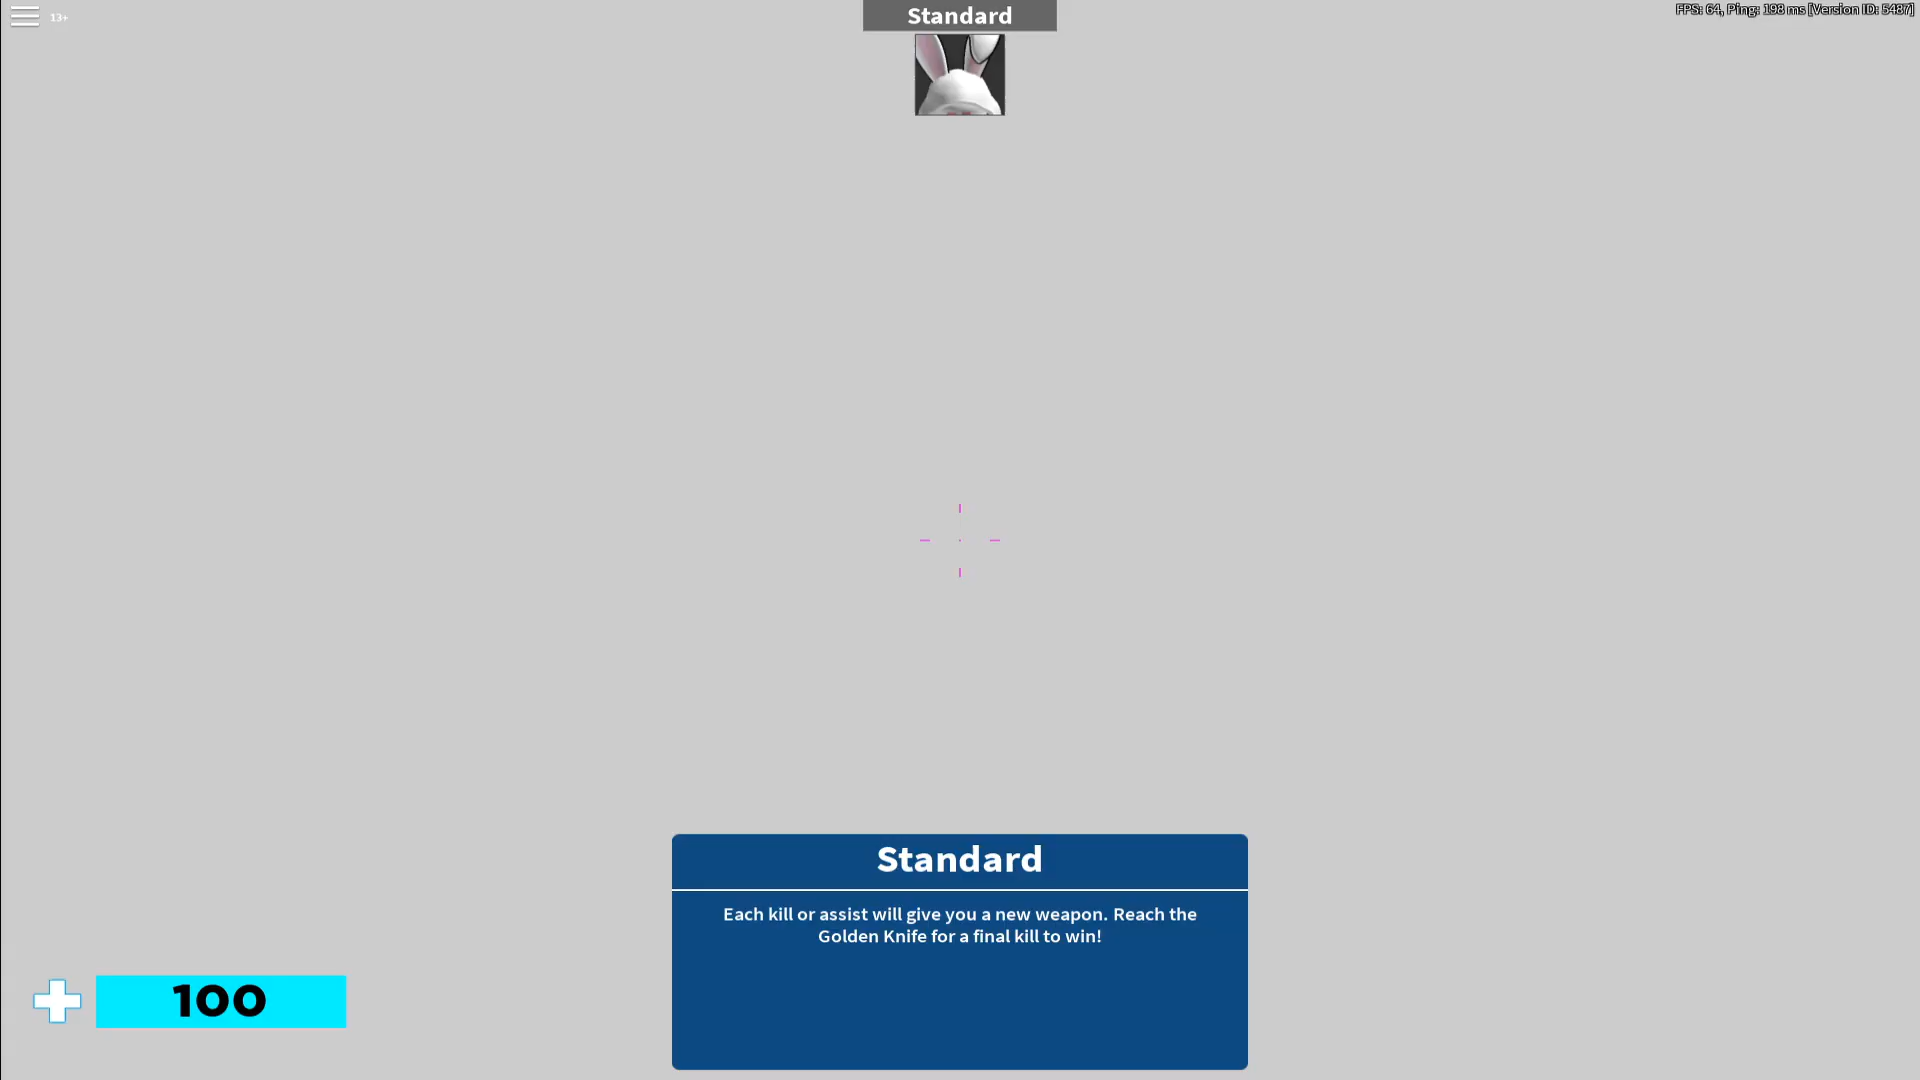 13+
Standard
FPS: 64, Ping: 198 ms [Version ID: 5487]
Standard
Each kill or assist will give you a new weapon. Reach the
Golden Knife for a final kill to win!
100